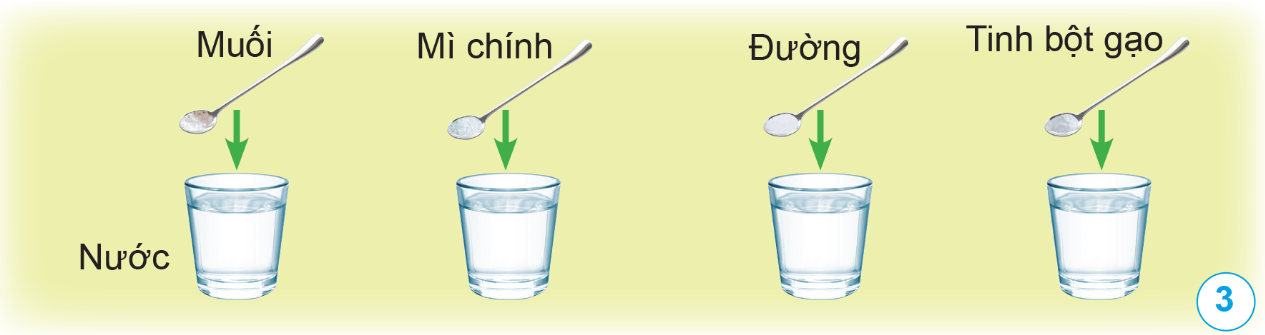 Muối
Mì chính
Đường
Tinh bột gạo
Nước
3